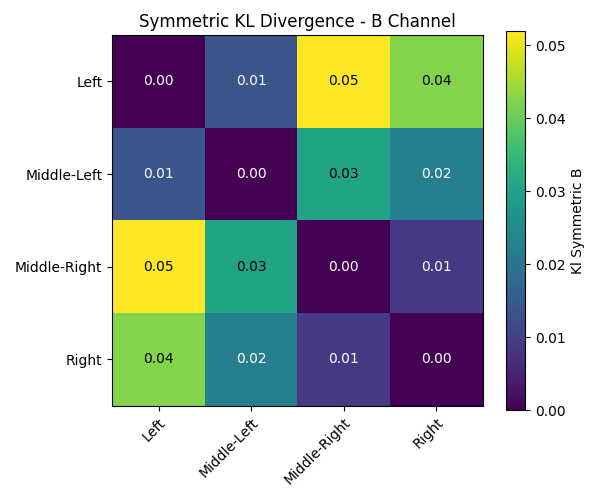 Symmetric KL Divergence - B Channel
Left 0.00 0.01 0.05 0.04
Middle-Left 0.01 0.00 0.03 0.02
Middle-Right 0.05 0.03 0.00 0.01
Right 0.04 0.02 0.01 0.00
Left Middle-Left Middle-Right Right
0.05
0.04
0.03
0.02
0.01
0.00
Kl Symmetric B